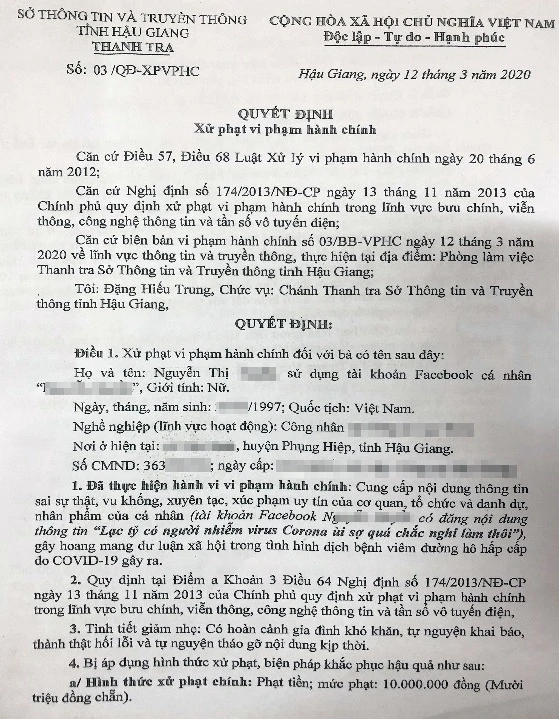 SỞ THÔNG TIN VÀ TRUYỀN THÔNG
TỈNH HẬU GIANG
THANH TRA
Số: 03 /QĐ-XPVPHC
CỘNG HÒA XÃ HỘI CHỦ NGHĨA VIỆT NAM
Độc lập - Tự do - Hạnh phúc
Hậu Giang, ngày 12 tháng 3 năm 2020
QUYẾT ĐỊNH
Xử phạt vi phạm hành chính
Căn cứ Điều 57, Điều 68 Luật Xử lý vi phạm hành chính ngày 20 tháng 6
năm 2012;
Căn cứ Nghị định số 174/2013/NĐ-CP ngày 13 tháng 11 năm 2013 của
Chính phủ quy định xử phạt vi phạm hành chính trong lĩnh vực bưu chính, viễn
thông, công nghệ thông tin và tần số vô tuyến điện;
Căn cứ biên bản vi phạm hành chính số 03/BB-VPHC ngày 12 tháng 3 năm
2020 về lĩnh vực thông tin và truyền thông, thực hiện tại địa điểm: Phòng làm việc
Thanh tra Sở Thông tin và Truyền thông tỉnh Hậu Giang;
Tôi: Đặng Hiếu Trung, Chức vụ: Chánh Thanh tra Sở Thông tin và Truyền
thông tỉnh Hậu Giang,
QUYẾT ĐỊNH:
Điều 1. Xử phạt vi phạm hành chính đối với bà có tên sau đây:
Họ và tên: Nguyễn Thị sử dụng tài khoản Facebook cá nhân
", Giới tính: Nữ.
Ngày, tháng, năm sinh: /1997; Quốc tịch: Việt Nam.
Nghề nghiệp (lĩnh vực hoạt động): Công nhân
Nơi ở hiện tại: , huyện Phụng Hiệp, tỉnh Hậu Giang.
Số CMND: 363 ; ngày cấp:
1. Đã thực hiện hành vi vi phạm hành chính: Cung cấp nội dung thông tin
sai sự thật, vu khống, xuyên tạc, xúc phạm uy tín của cơ quan, tổ chức và danh dự,
nhân phẩm của cá nhân (tài khoản Facebook có đăng nội dung
thông tin "Lạc tỷ có người nhiễm virus Corona ùi sợ quá chắc nghỉ làm thôi"),
gây hoang mang dư luận xã hội trong tình hình dịch bệnh viêm đường hô hấp cấp
do COVID-19 gây ra.
2. Quy định tại Điểm a Khoản 3 Điều 64 Nghị định số 174/2013/NĐ-CP
ngày 13 tháng 11 năm 2013 của Chính phủ quy định xử phạt vi phạm hành chính
trong lĩnh vực bưu chính, viễn thông, công nghệ thông tin và tần số vô tuyến điện,
3. Tình tiết giảm nhẹ: Có hoàn cảnh gia đình khó khăn, tự nguyện khai báo,
thành thật hối lỗi và tự nguyện tháo gỡ nội dung kịp thời.
4. Bị áp dụng hình thức xử phạt, biện pháp khắc phục hậu quả như sau:
a/ Hình thức xử phạt chính: Phạt tiền; mức phạt: 10.000.000 đồng (Mười
triệu đồng chẵn).